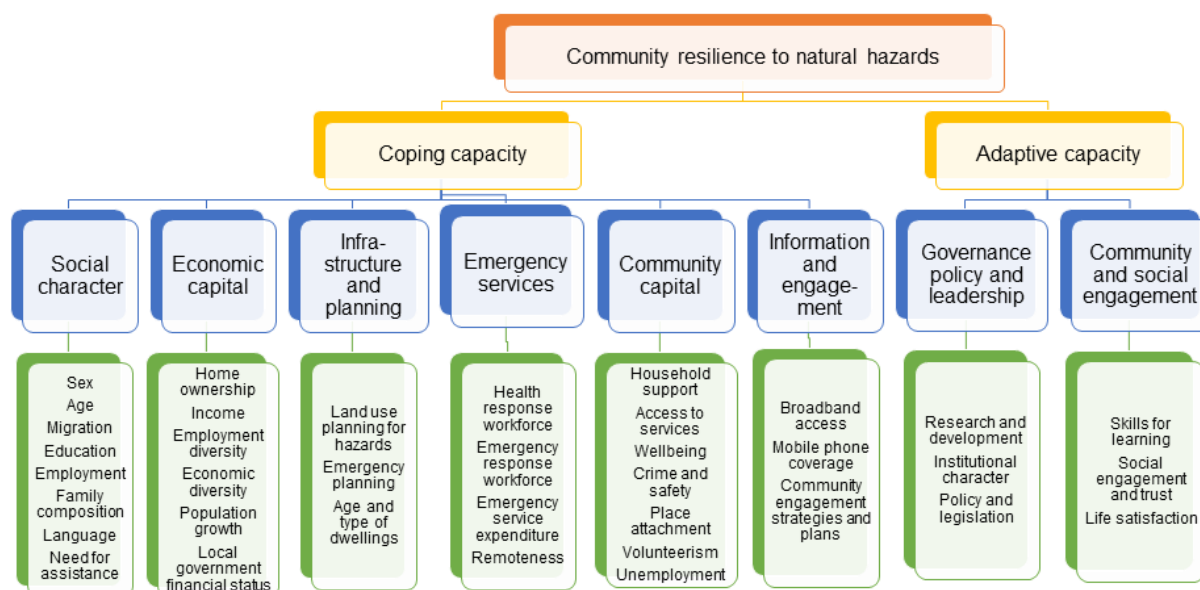 Community resilience to natural hazards
Coping capacity
Adaptive capacity
Social
character
Economic
capital
Infra-
structure
and
planning
Emergency
services
Community
capital
Information
and
engage-
ment
Governance
policy and
leadership
Community
and social
engagement
Sex
Age
Migration
Education
Employment
Family
composition
Language
Need for
assistance
Home
ownership
Income
Employment
diversity
Economic
diversity
Population
growth
Local
government
financial status
Land use
planning for
hazards
Emergency
planning
Age and
type of
dwellings
Health
response
workforce
Emergency
response
workforce
Emergency
service
expenditure
Remoteness
Household
support
Access to
services
Wellbeing
Crime and
safety
Place
attachment
Volunteerism
Unemployment
Broadband
access
Mobile phone
coverage
Community
engagement
strategies and
plans
Research and
development
Institutional
character
Policy and
legislation
Skills for
learning
Social
engagement
and trust
Life satisfaction